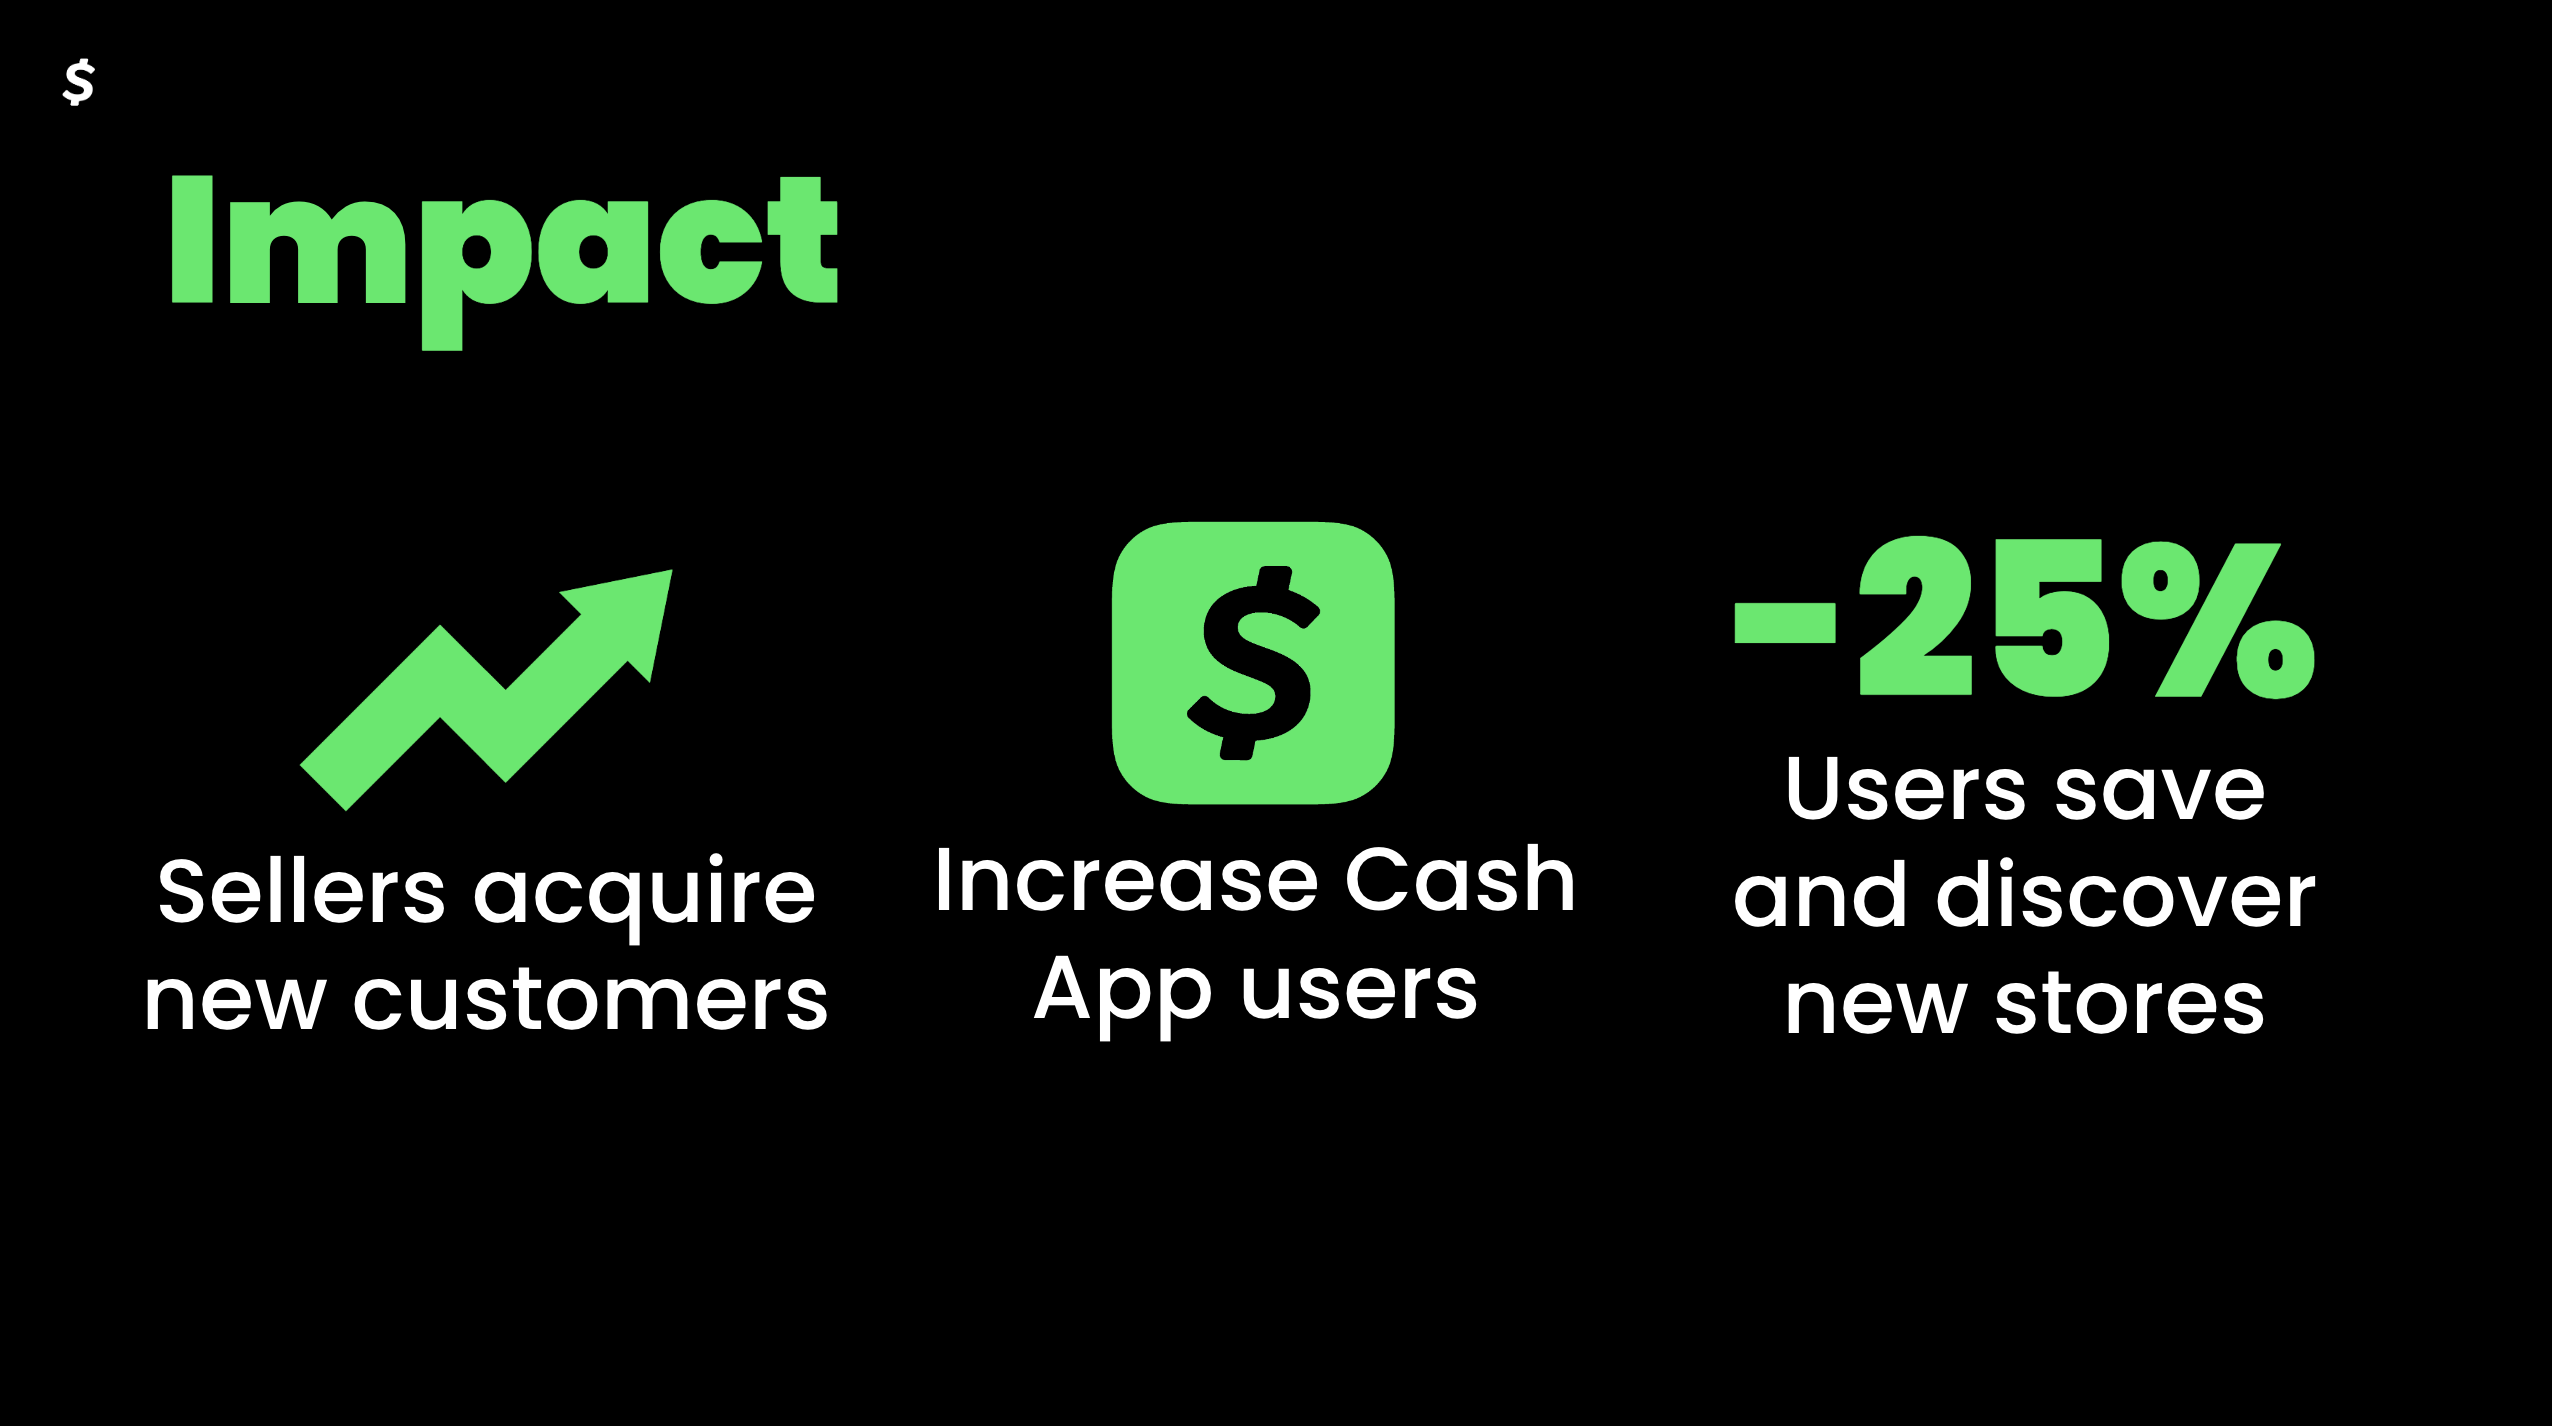 $
Impact
$
-25%
Sellers acquire
new customers
Increase Cash
App users
Users save
and discover
new stores